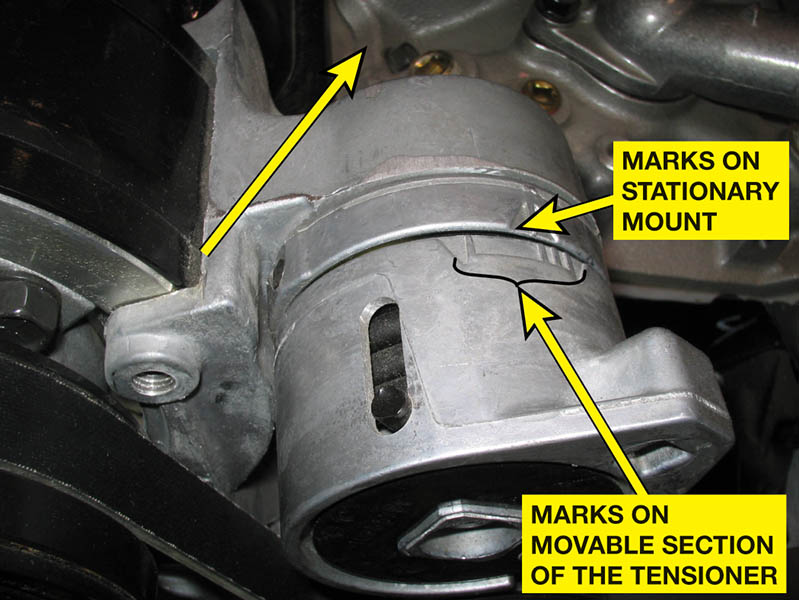 MARKS ON
STATIONARY
MOUNT
MARKS ON
MOVABLE SECTION
OF THE TENSIONER